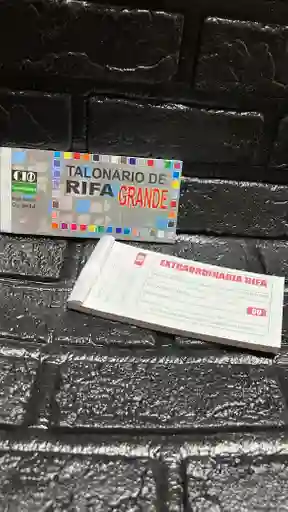 TALONARIO DE
RIFA GRANDE
EXTRAORDINARIA RIFA
00